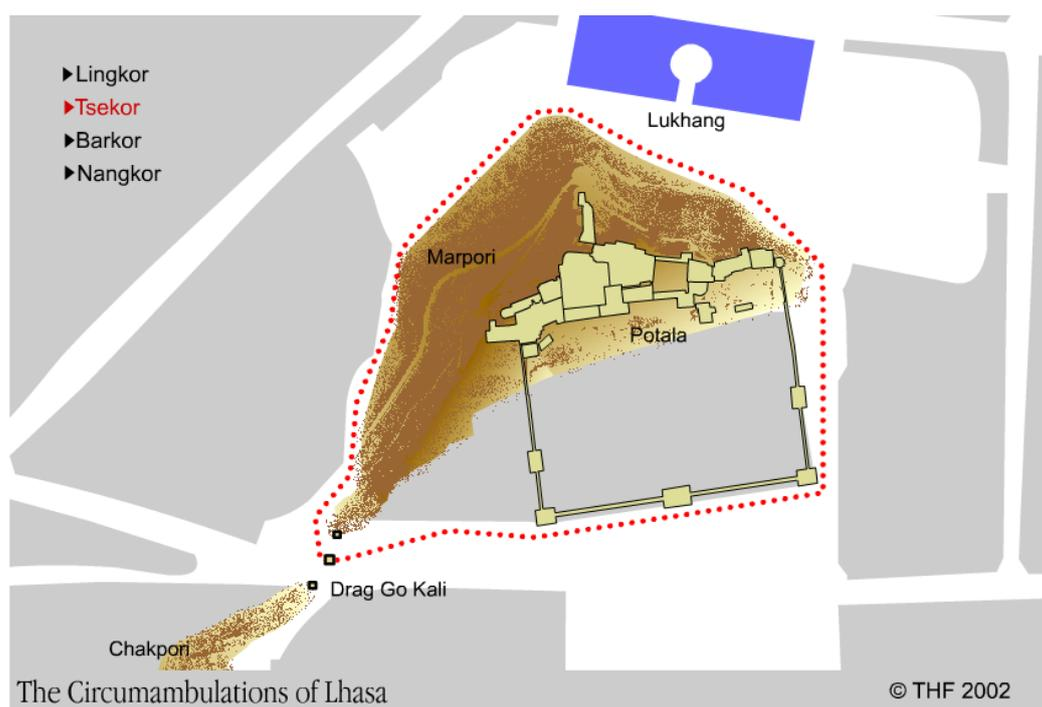 ▶Lingkor
▶Tsekor
▶Barkor
▶Nangkor
Lukhang
Marpori
Potala
Drag Go Kali
Chakpori
The Circumambulations of Lhasa
© THF 2002